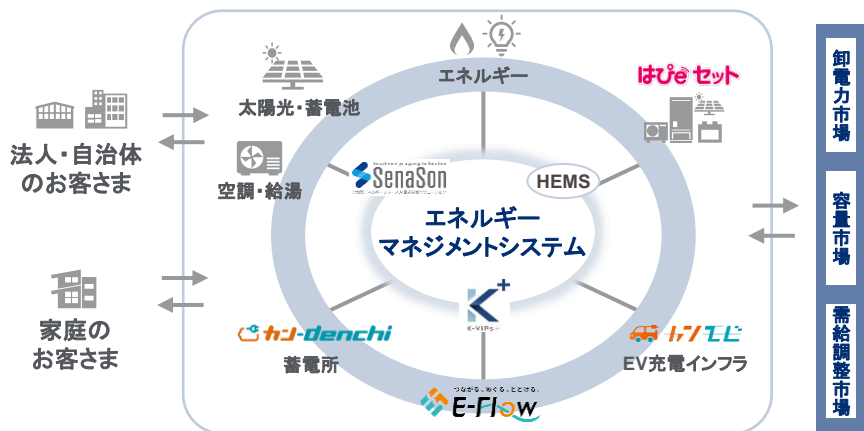 エネルギー
はぴeセット
太陽光・蓄電池
法人・自治体
のお客さま
空調・給湯
SenaSon
HEMS
エネルギー
マネジメントシステム
K+
K-VIPs+
家庭の
お客さま
カン-denchi
蓄電所
カンモビ
EV充電インフラ
つながる、めぐる、とどける。
E-Flow
卸電力市場
容量市場
需給調整市場